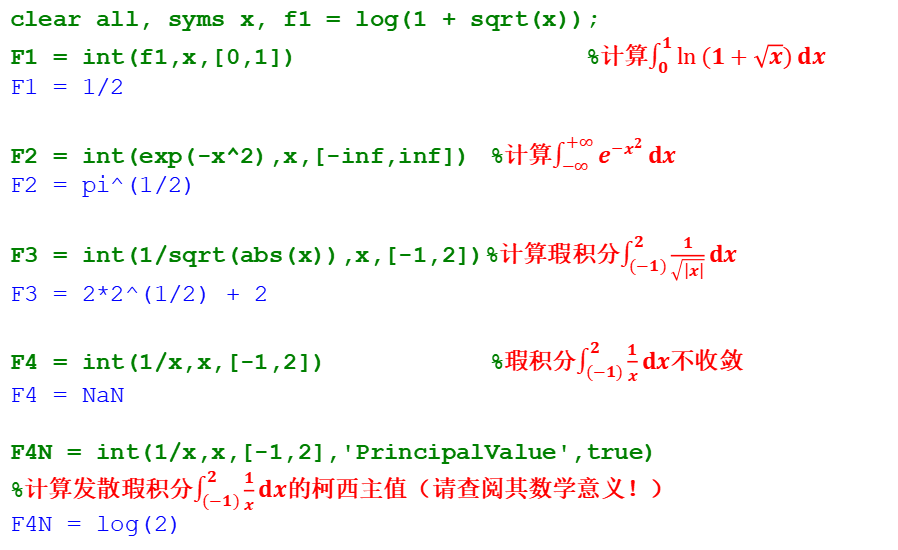 clear all, syms x, f1 = log(1 + sqrt(x));
F1 = int(f1,x,[0,1]) %计算∫₀¹ ln (1 + √x) dx
F1 = 1/2
F2 = int(exp(-x^2),x,[-inf,inf]) %计算∫₋∞⁺∞ e^{−x²} dx
F2 = pi^(1/2)
F3 = int(1/sqrt(abs(x)),x,[-1,2])%计算瑕积分∫₍₋₁₎² 1/√|x| dx
F3 = 2*2^(1/2) + 2
F4 = int(1/x,x,[-1,2]) %瑕积分∫₍₋₁₎² 1/x dx不收敛
F4 = NaN
F4N = int(1/x,x,[-1,2],'PrincipalValue',true)
%计算发散瑕积分∫₍₋₁₎² 1/x dx的柯西主值（请查阅其数学意义！）
F4N = log(2)